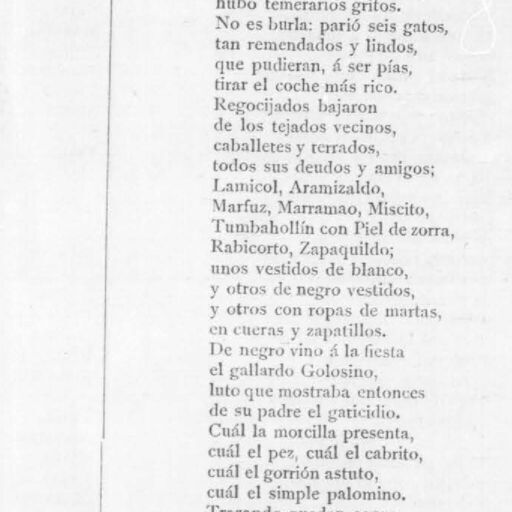 hubo temerarios gritos.
No es burla: parió seis gatos,
tan remendados y lindos,
que pudieran, á ser pías,
tirar el coche más rico.
Regocijados bajaron
de los tejados vecinos,
caballetes y terrados,
todos sus deudos y amigos;
Lamicol, Aramizaldo,
Marfuz, Marramao, Miscito,
Tumbahollín con Piel de zorra,
Rabicorto, Zapaquildo;
unos vestidos de blanco,
y otros de negro vestidos,
y otros con ropas de martas,
en cueras y zapatillos.
De negro vino á la fiesta
el gallardo Golosino,
luto que mostraba entonces
de su padre el gaticidio.
Cuál la morcilla presenta,
cuál el pez, cuál el cabrito,
cuál el gorrión astuto,
cuál el simple palomino.